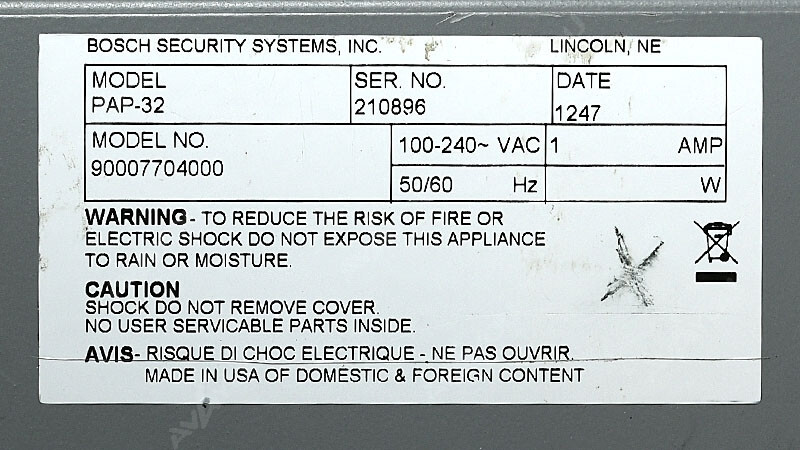 BOSCH SECURITY SYSTEMS, INC. LINCOLN, NE
MODEL SER. NO. DATE
PAP-32 210896 1247
MODEL NO. 100-240~ VAC 1 AMP
90007704000
50/60 Hz W
WARNING - TO REDUCE THE RISK OF FIRE OR
ELECTRIC SHOCK DO NOT EXPOSE THIS APPLIANCE
TO RAIN OR MOISTURE.
CAUTION
SHOCK DO NOT REMOVE COVER.
NO USER SERVICABLE PARTS INSIDE.
AVIS- RISQUE DI CHOC ELECTRIQUE - NE PAS OUVRIR.
MADE IN USA OF DOMESTIC & FOREIGN CONTENT